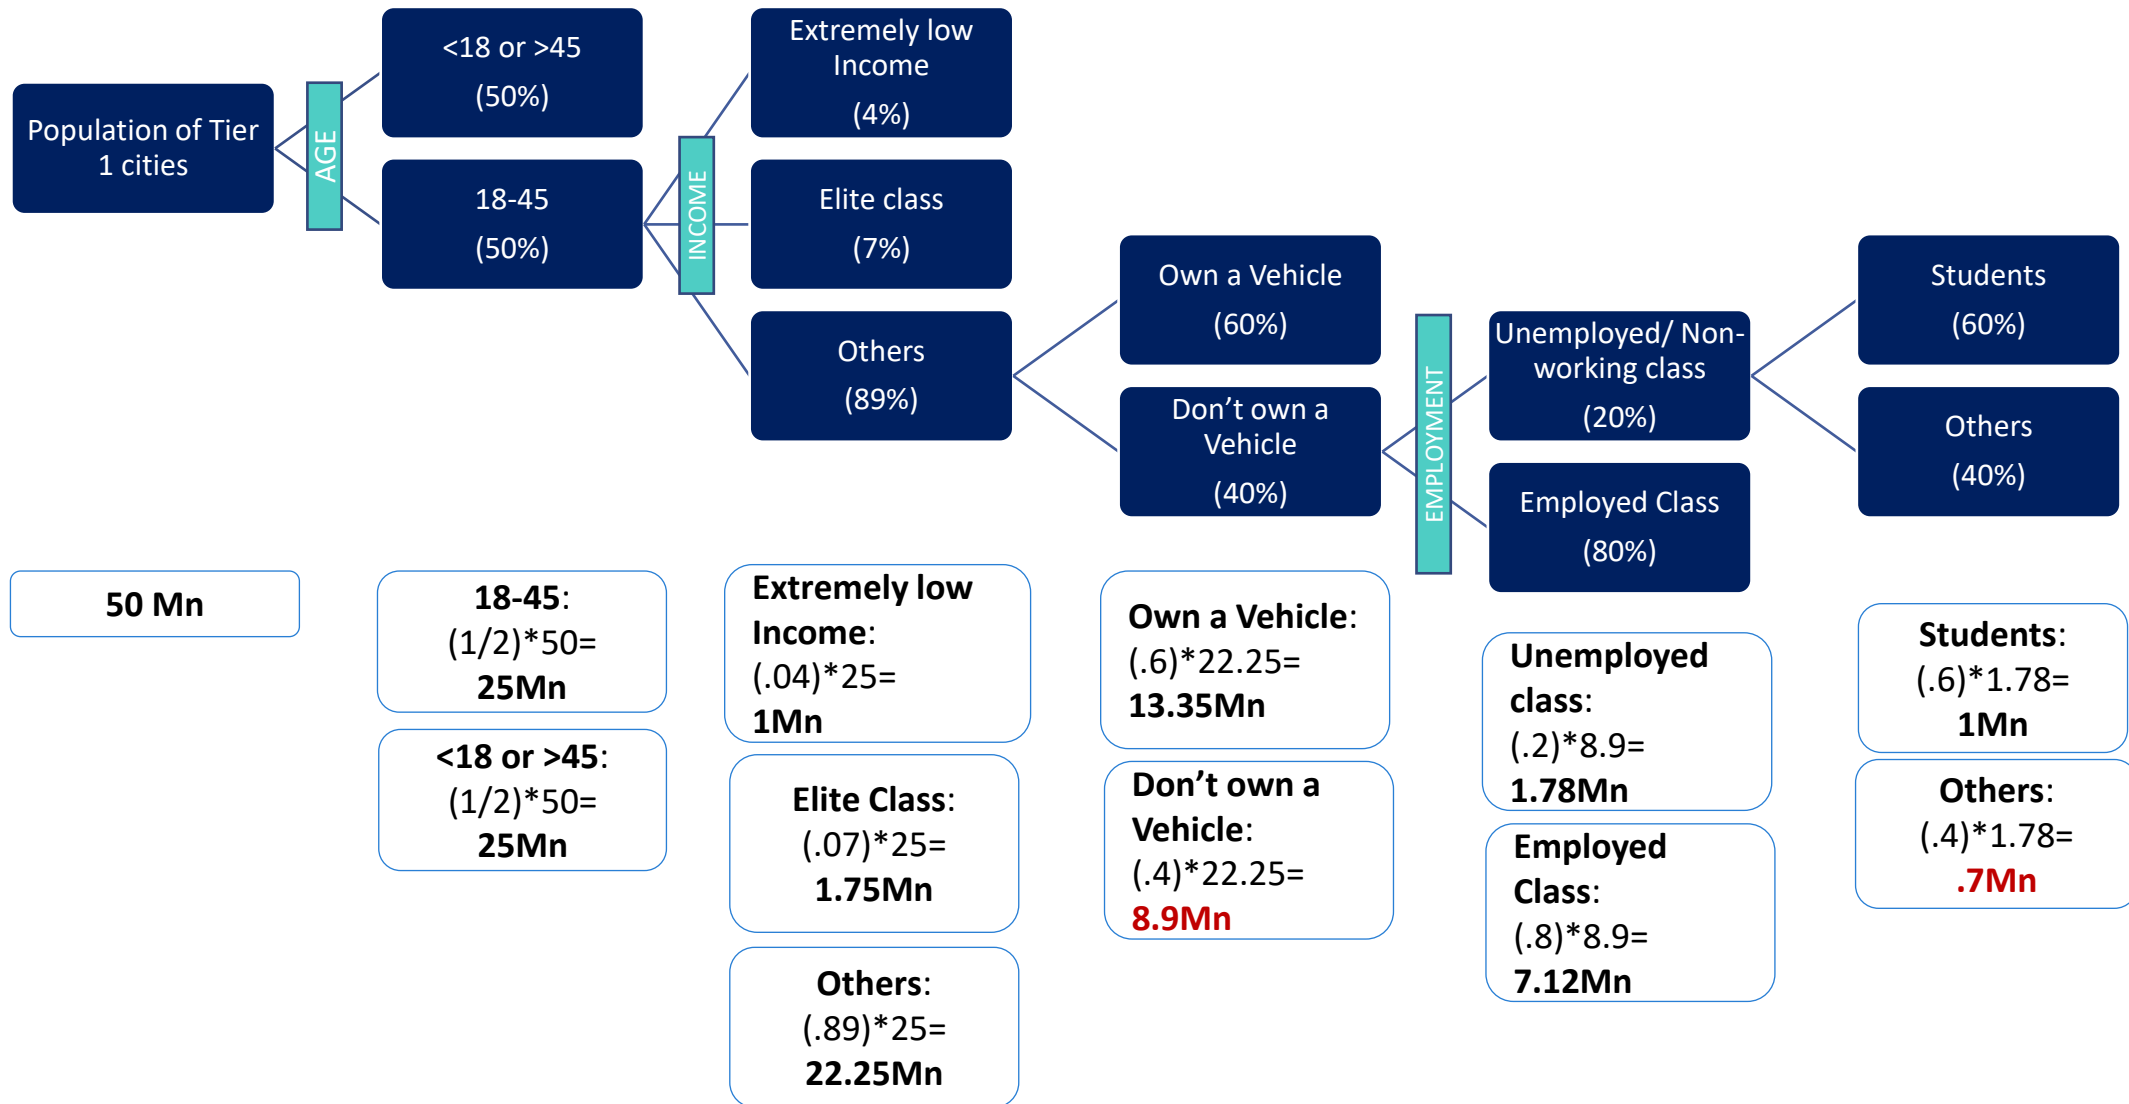 Population of Tier
1 cities
AGE
<18 or >45
(50%)
18-45
(50%)
INCOME
Extremely low
Income
(4%)
Elite class
(7%)
Others
(89%)
Own a Vehicle
(60%)
Don’t own a
Vehicle
(40%)
EMPLOYMENT
Unemployed/ Non-
working class
(20%)
Employed Class
(80%)
Students
(60%)
Others
(40%)
50 Mn
18-45:
(1/2)*50=
25Mn
<18 or >45:
(1/2)*50=
25Mn
Extremely low
Income:
(.04)*25=
1Mn
Elite Class:
(.07)*25=
1.75Mn
Others:
(.89)*25=
22.25Mn
Own a Vehicle:
(.6)*22.25=
13.35Mn
Don’t own a
Vehicle:
(.4)*22.25=
8.9Mn
Unemployed
class:
(.2)*8.9=
1.78Mn
Employed
Class:
(.8)*8.9=
7.12Mn
Students:
(.6)*1.78=
1Mn
Others:
(.4)*1.78=
.7Mn